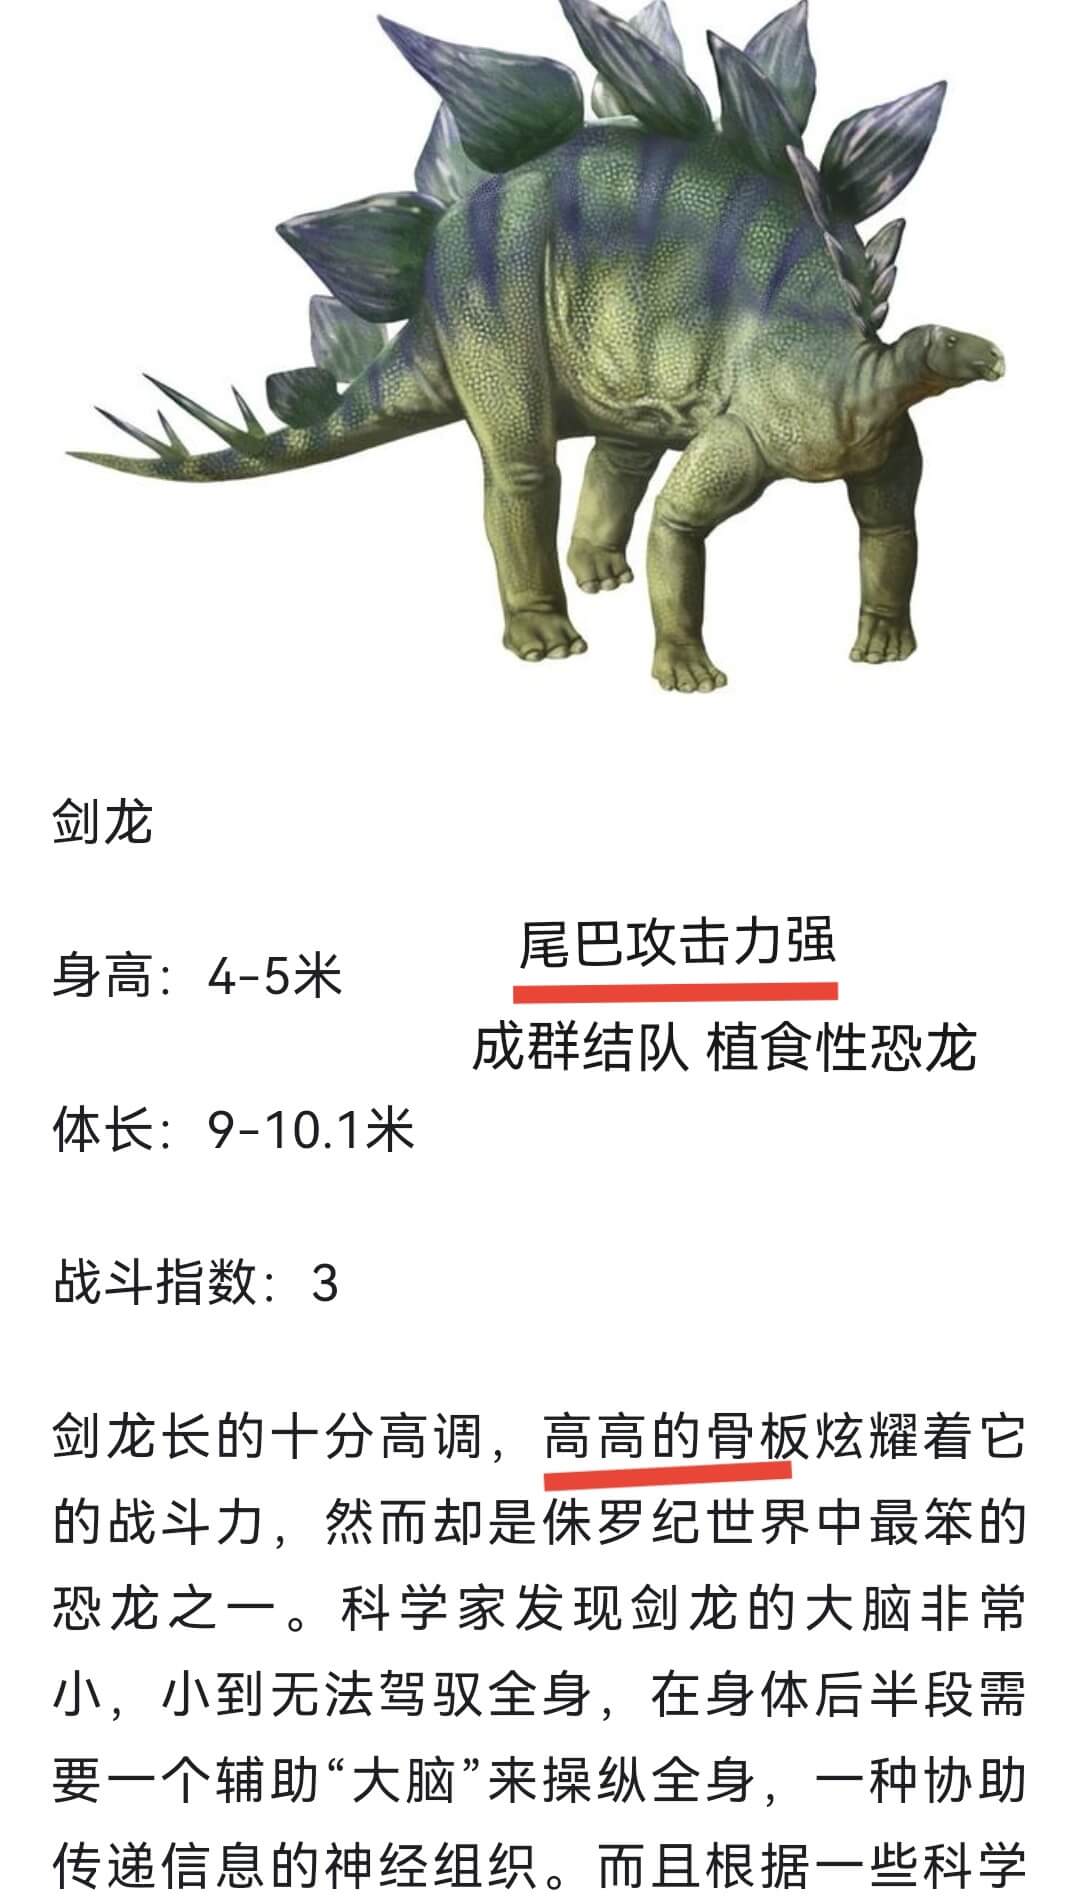 剑龙
尾巴攻击力强
身高：4-5米
成群结队 植食性恐龙
体长：9-10.1米
战斗指数：3
剑龙长的十分高调，高高的骨板炫耀着它
的战斗力，然而却是侏罗纪世界中最笨的
恐龙之一。科学家发现剑龙的大脑非常
小，小到无法驾驭全身，在身体后半段需
要一个辅助“大脑”来操纵全身，一种协助
传递信息的神经组织。而且根据一些科学